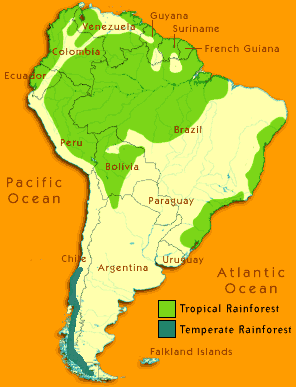 Guyana
Suriname
Venezuela
French Guiana
Colombia
Ecuador
Brazil
Peru
Bolivia
Pacific
Ocean
Paraguay
Chile
Argentina
Uruguay
Atlantic
Ocean
Tropical Rainforest
Temperate Rainforest
Falkland Islands